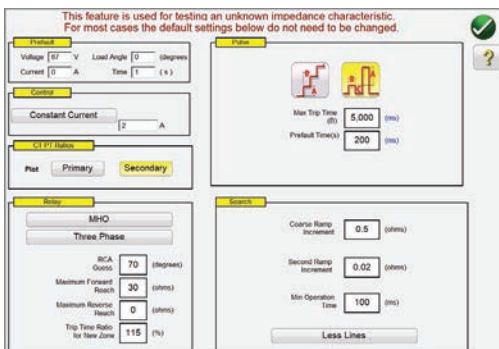 This feature is used for testing an unknown impedance characteristic.
For most cases the default settings below do not need to be changed.
Prefault
Voltage 67 V Load Angle 0 (degrees
Current 0 A Time 1 ( s )
Control
Constant Current
2 A
CT PT Ratios
Plot Primary Secondary
Relay
MHO
Three Phase
RCA Guess 70 (degrees)
Maximum Forward Reach 30 (ohms)
Maximum Reverse Reach 0 (ohms)
Trip Time Ratio for New Zone 115 (%)
Pulse
Max Trip Time (ft) 5,000 (ms)
Prefault Time(s) 200 (ms)
Search
Coarse Ramp Increment 0.5 (ohms)
Second Ramp Increment 0.02 (ohms)
Min Operation Time 100 (ms)
Less Lines